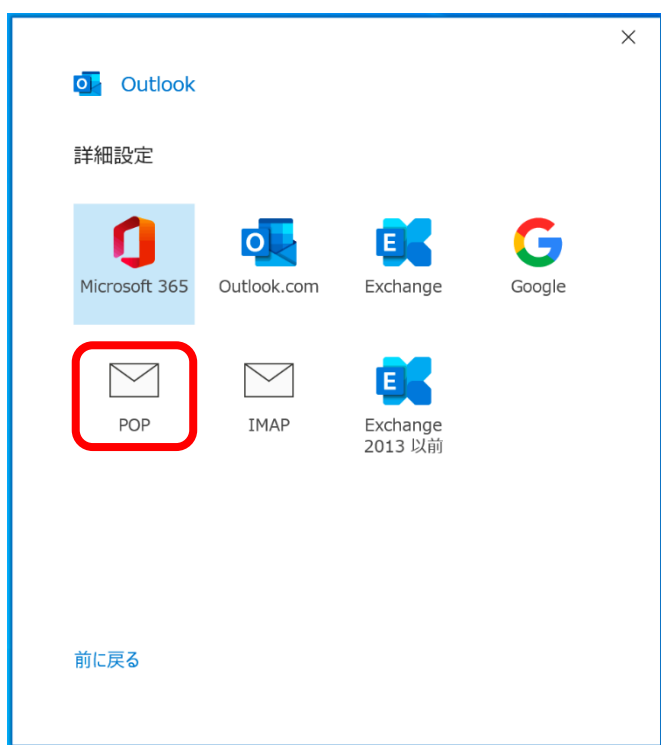 Outlook
詳細設定
Microsoft 365
Outlook.com
Exchange
Google
POP
IMAP
Exchange
2013 以前
前に戻る